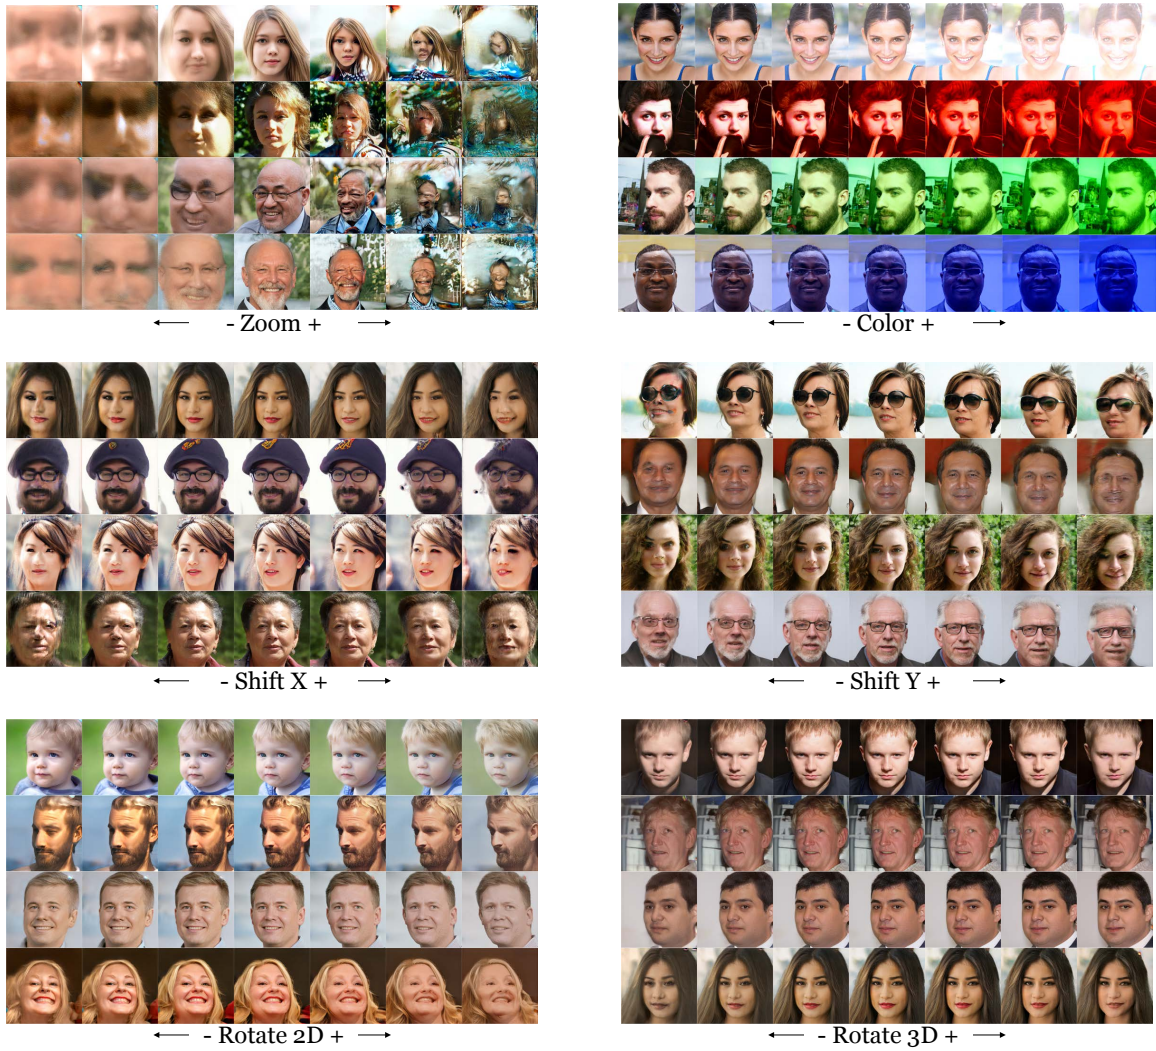 - Zoom +
- Color +
- Shift X +
- Shift Y +
- Rotate 2D +
- Rotate 3D +